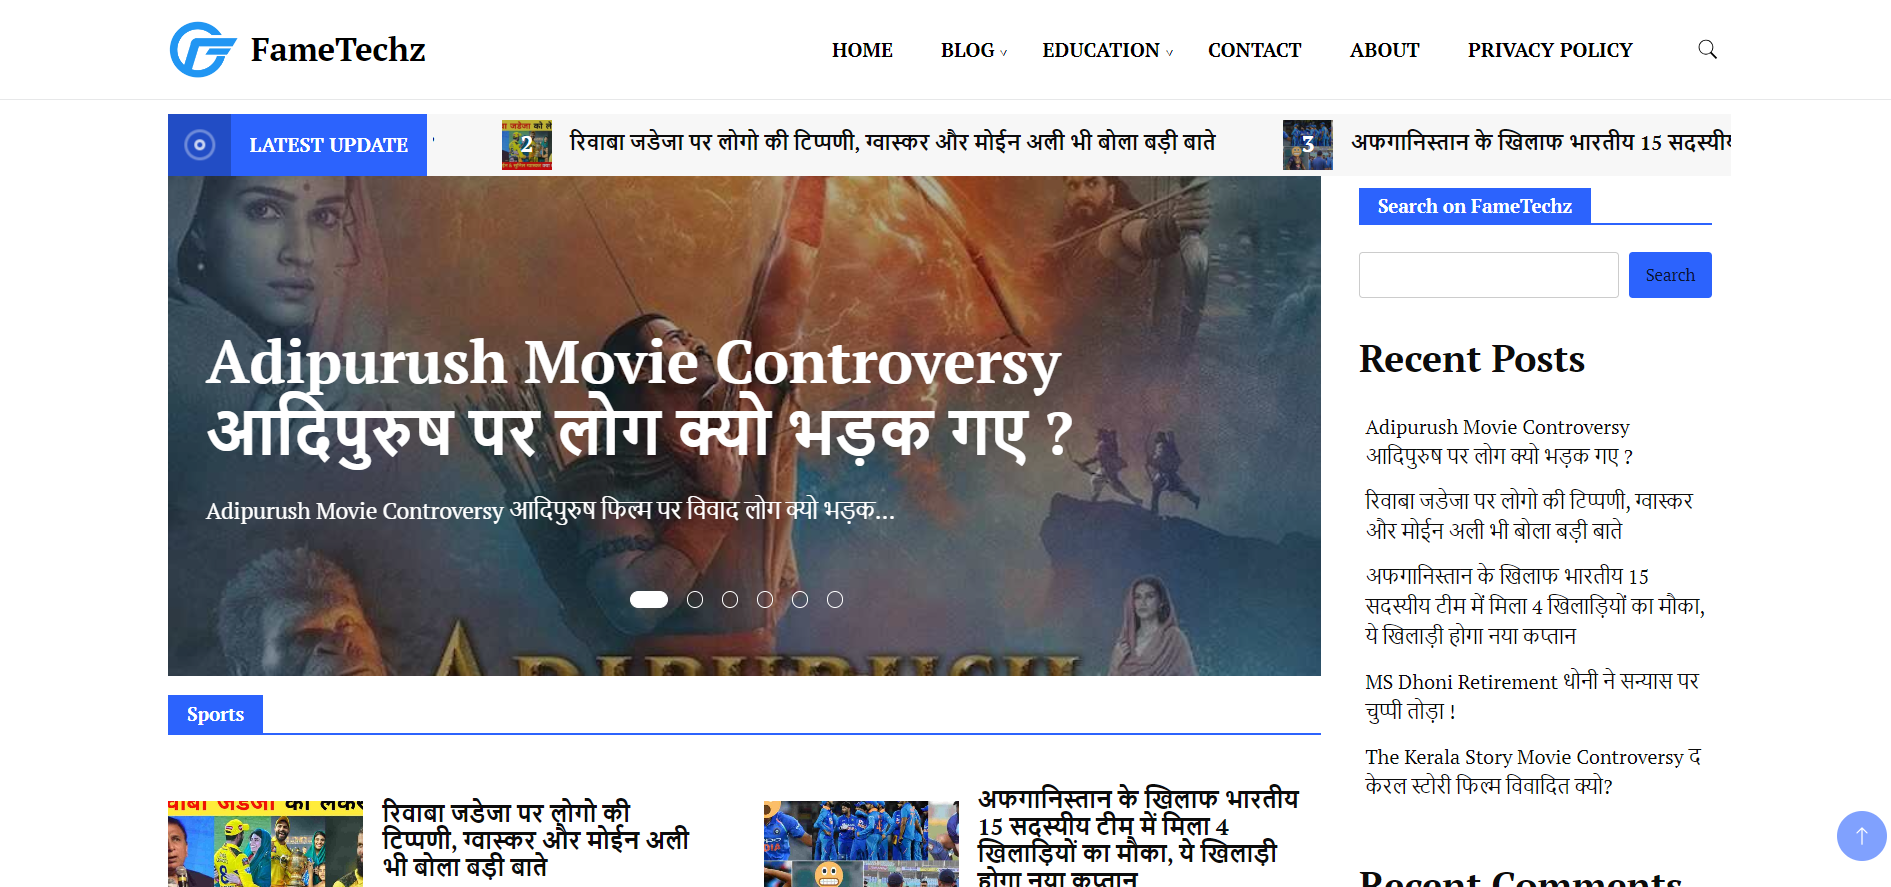 FameTechz
HOME BLOG EDUCATION CONTACT ABOUT PRIVACY POLICY
LATEST UPDATE
2 रिवाबा जडेजा पर लोगो की टिप्पणी, ग्वास्कर और मोईन अली भी बोला बड़ी बाते
3 अफगानिस्तान के खिलाफ भारतीय 15 सदस्यीय
Adipurush Movie Controversy
आदिपुरुष पर लोग क्यो भड़क गए ?
Adipurush Movie Controversy आदिपुरुष फिल्म पर विवाद लोग क्यो भड़क...
ADIPURUSH
Search on FameTechz
Search
Recent Posts
Adipurush Movie Controversy
आदिपुरुष पर लोग क्यो भड़क गए ?
रिवाबा जडेजा पर लोगो की टिप्पणी, ग्वास्कर
और मोईन अली भी बोला बड़ी बाते
अफगानिस्तान के खिलाफ भारतीय 15
सदस्यीय टीम में मिला 4 खिलाड़ियों का मौका,
ये खिलाड़ी होगा नया कप्तान
MS Dhoni Retirement धोनी ने सन्यास पर
चुप्पी तोड़ा !
The Kerala Story Movie Controversy द
केरल स्टोरी फिल्म विवादित क्यो?
Recent Comments
Sports
रिवाबा जडेजा पर लोगो की
टिप्पणी, ग्वास्कर और मोईन अली
भी बोला बड़ी बाते
अफगानिस्तान के खिलाफ भारतीय
15 सदस्यीय टीम में मिला 4
खिलाड़ियों का मौका, ये खिलाड़ी
होगा नया कप्तान